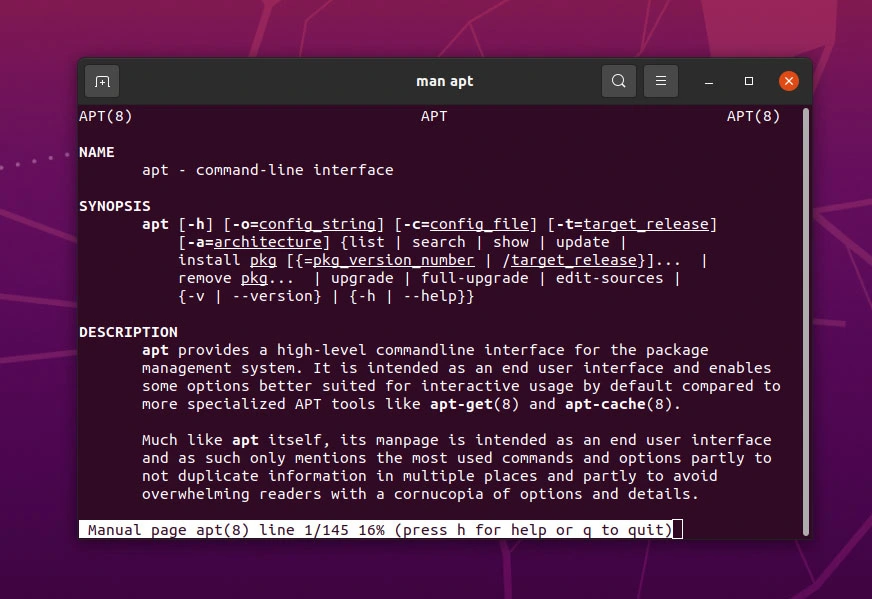 man apt
APT(8) APT APT(8)
NAME
apt - command-line interface
SYNOPSIS
apt [-h] [-o=config_string] [-c=config_file] [-t=target_release]
[-a=architecture] {list | search | show | update |
install pkg [{=pkg_version_number | /target_release}]... |
remove pkg... | upgrade | full-upgrade | edit-sources |
{-v | --version} | {-h | --help}}
DESCRIPTION
apt provides a high-level commandline interface for the package
management system. It is intended as an end user interface and enables
some options better suited for interactive usage by default compared to
more specialized APT tools like apt-get(8) and apt-cache(8).
Much like apt itself, its manpage is intended as an end user interface
and as such only mentions the most used commands and options partly to
not duplicate information in multiple places and partly to avoid
overwhelming readers with a cornucopia of options and details.
Manual page apt(8) line 1/145 16% (press h for help or q to quit)